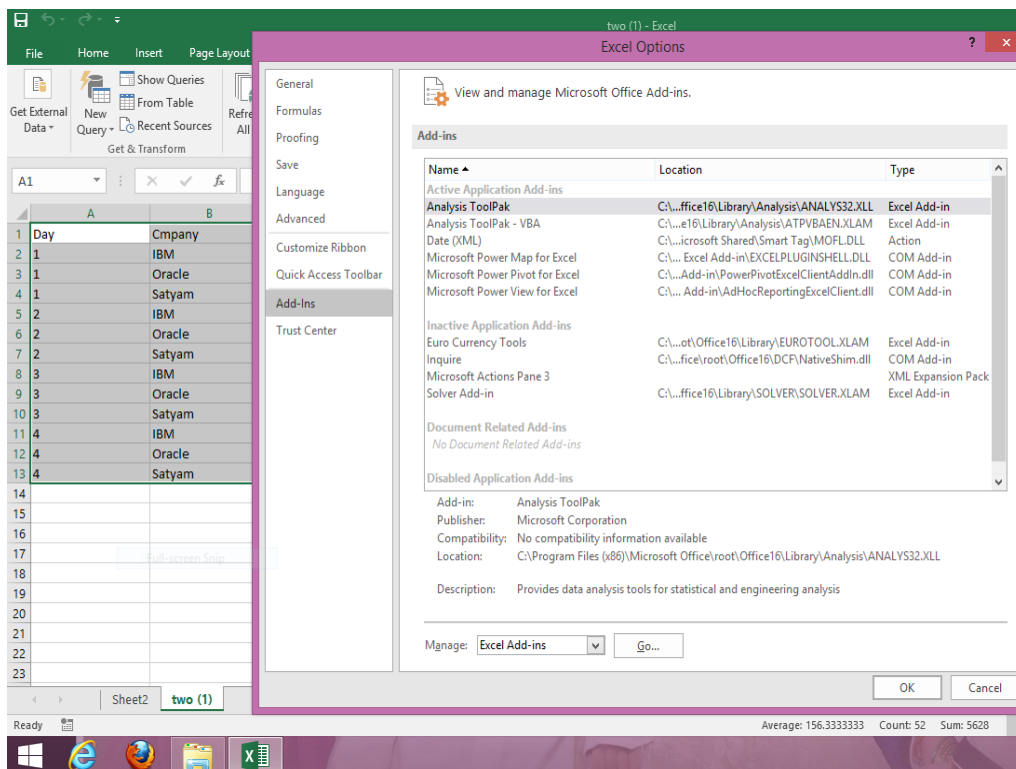 two (1) - Excel
File Home Insert Page Layout
Get External Data
New Query
Show Queries
From Table
Recent Sources
Refre
All
Get & Transform
A1
fx
A B
1 Day Cmpany
2 1 IBM
3 1 Oracle
4 1 Satyam
5 2 IBM
6 2 Oracle
7 2 Satyam
8 3 IBM
9 3 Oracle
10 3 Satyam
11 4 IBM
12 4 Oracle
13 4 Satyam
14
15
16
17
Full-screen Snip
18
19
20
21
22
23
Sheet2 two (1)
Excel Options
? ×
General
Formulas
Proofing
Save
Language
Advanced
Customize Ribbon
Quick Access Toolbar
Add-Ins
Trust Center
View and manage Microsoft Office Add-ins.
Add-ins
Name Location Type
Active Application Add-ins
Analysis ToolPak C:\...ffice16\Library\Analysis\ANALYS32.XLL Excel Add-in
Analysis ToolPak - VBA C:\...e16\Library\Analysis\ATPVBAEN.XLAM Excel Add-in
Date (XML) C:\...icrosoft Shared\Smart Tag\MOFL.DLL Action
Microsoft Power Map for Excel C:\... Excel Add-in\EXCELPLUGINSHELL.DLL COM Add-in
Microsoft Power Pivot for Excel C:\...Add-in\PowerPivotExcelClientAddIn.dll COM Add-in
Microsoft Power View for Excel C:\... Add-in\AdHocReportingExcelClient.dll COM Add-in
Inactive Application Add-ins
Euro Currency Tools C:\...ot\Office16\Library\EUROTOOL.XLAM Excel Add-in
Inquire C:\...fice\root\Office16\DCF\NativeShim.dll COM Add-in
Microsoft Actions Pane 3 XML Expansion Pack
Solver Add-in C:\...ffice16\Library\SOLVER\SOLVER.XLAM Excel Add-in
Document Related Add-ins
No Document Related Add-ins
Disabled Application Add-ins
Add-in: Analysis ToolPak
Publisher: Microsoft Corporation
Compatibility: No compatibility information available
Location: C:\Program Files (x86)\Microsoft Office\root\Office16\Library\Analysis\ANALYS32.XLL
Description: Provides data analysis tools for statistical and engineering analysis
Manage: Excel Add-ins Go...
OK Cancel
Ready Average: 156.3333333 Count: 52 Sum: 5628